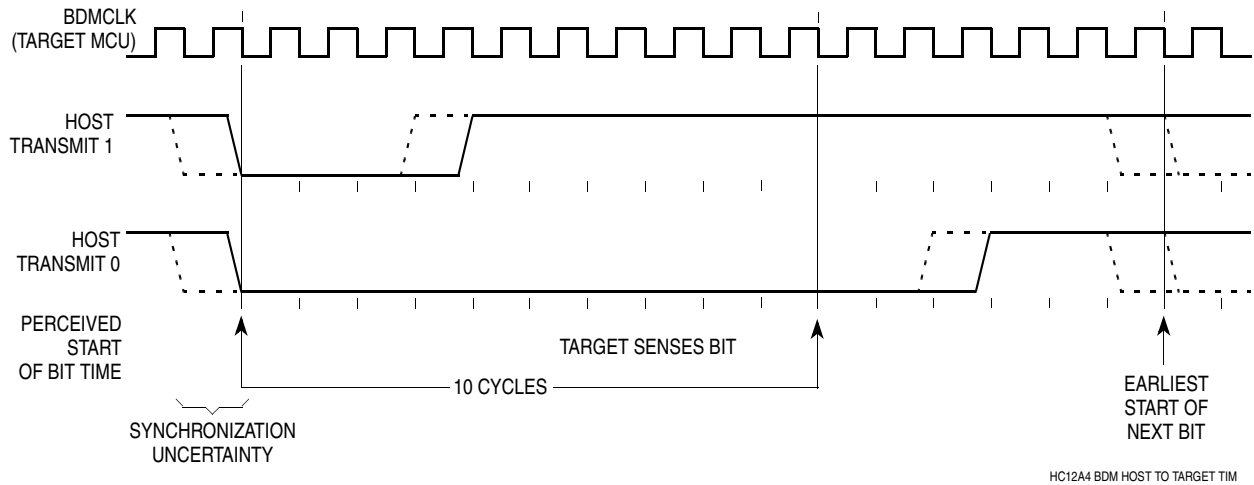 BDMCLK
(TARGET MCU)
HOST
TRANSMIT 1
HOST
TRANSMIT 0
PERCEIVED
START
OF BIT TIME
TARGET SENSES BIT
10 CYCLES
EARLIEST
START OF
NEXT BIT
SYNCHRONIZATION
UNCERTAINTY
HC12A4 BDM HOST TO TARGET TIM